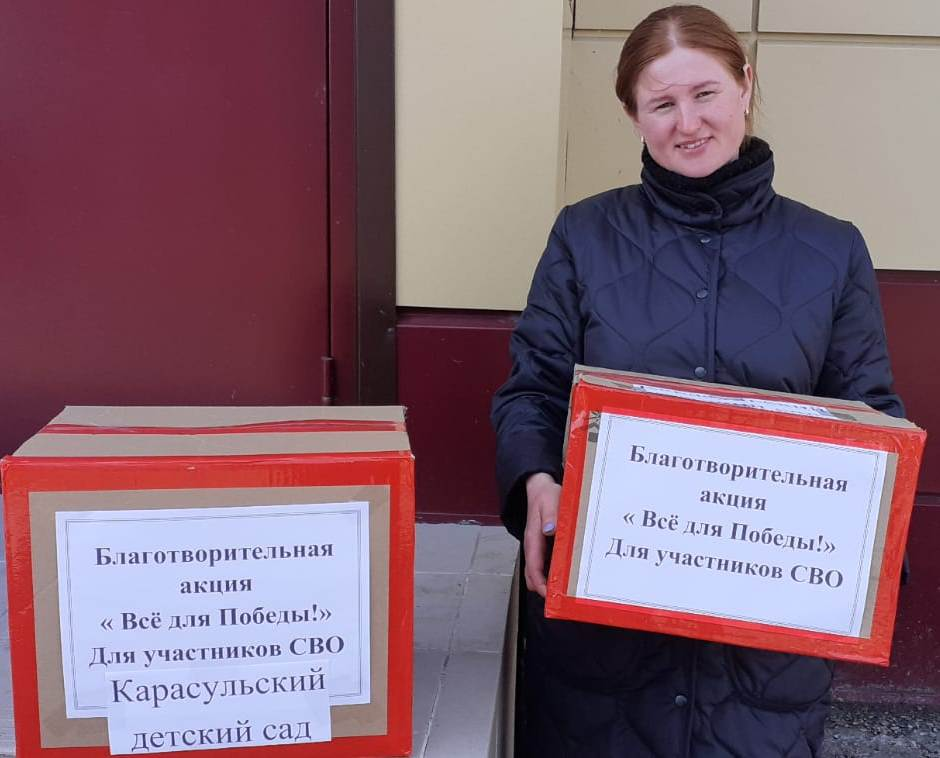 Благотворительная
акция
« Всё для Победы!»
Для участников СВО
Карасульский
детский сад
Благотворительная
акция
« Всё для Победы!»
Для участников СВО